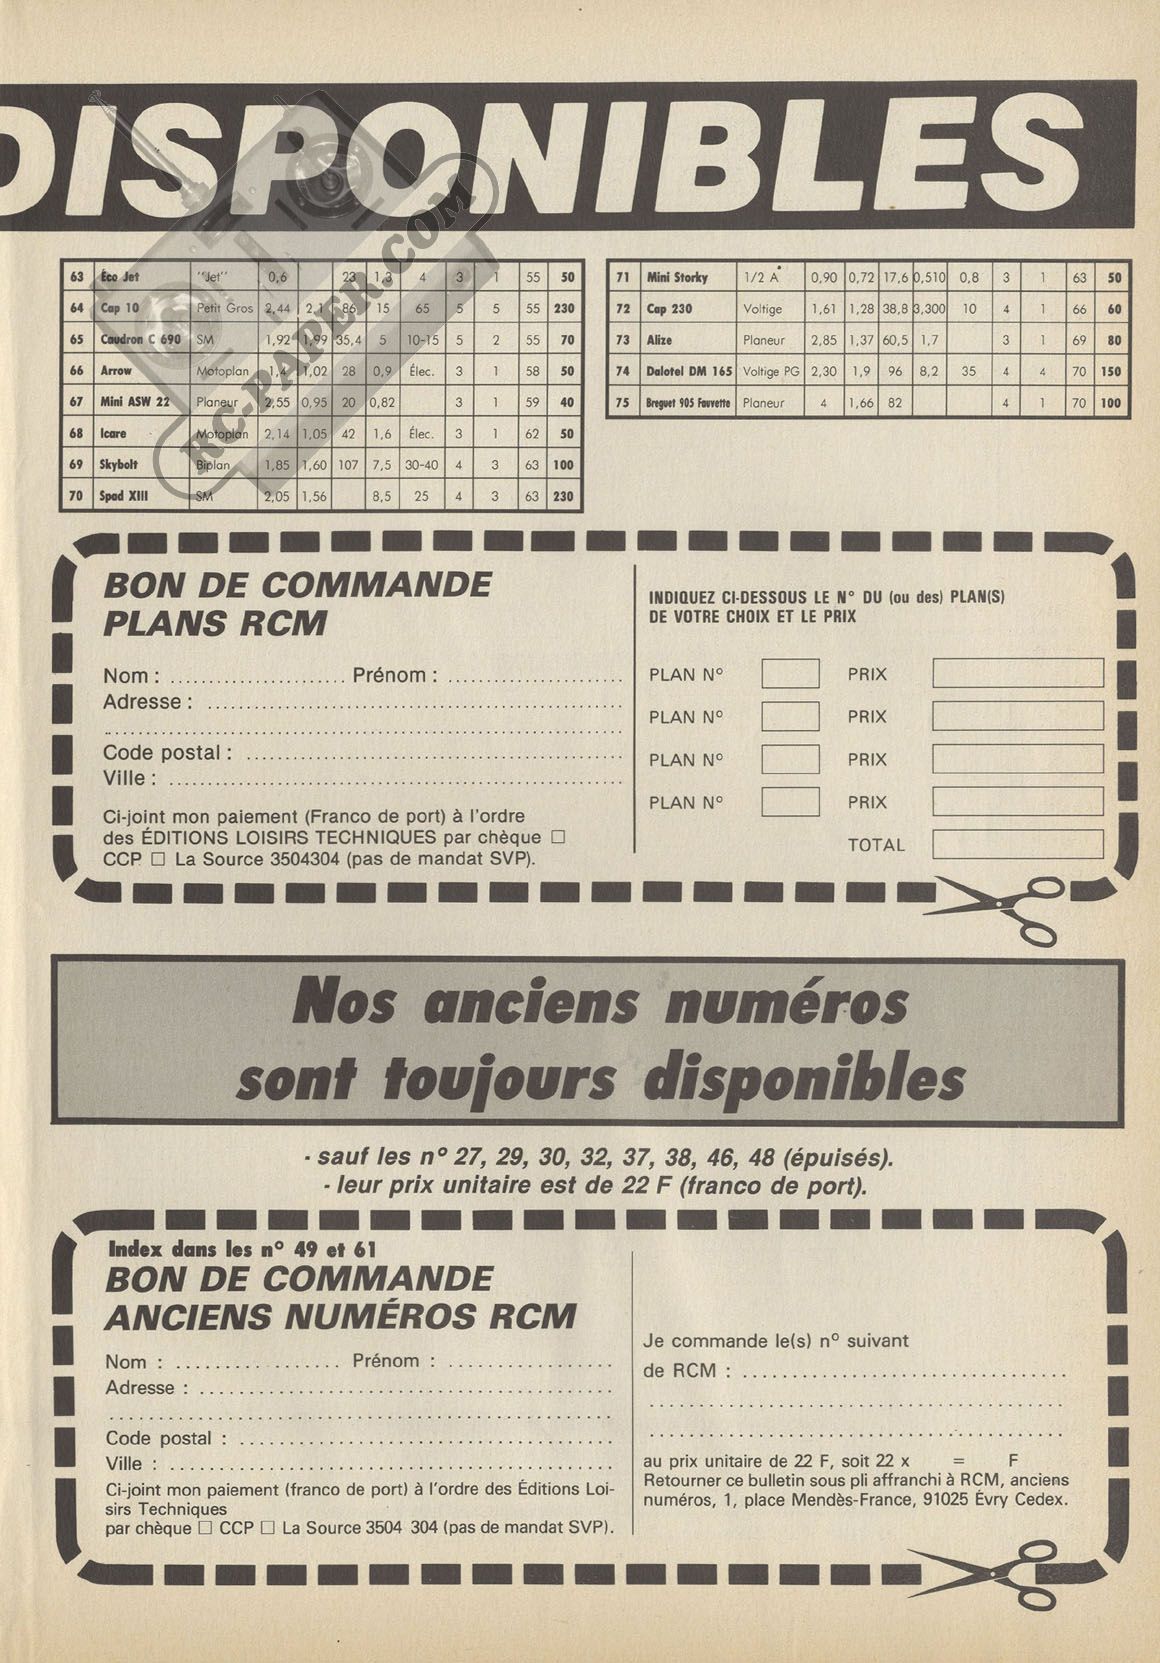 DISPONIBLES
63 Éco Jet "Jet" 0,6 23 1,3 4 3 1 55 50
64 Cap 10 Petit Gros 2,44 2,1 86 15 65 5 5 55 230
65 Caudron C 690 SM 1,92 1,99 35,4 5 10-15 5 2 55 70
66 Arrow Motoplan 1,4 1,02 28 0,9 Élec. 3 1 58 50
67 Mini ASW 22 Planeur 2,55 0,95 20 0,82 3 1 59 40
68 Icare Motoplan 2,14 1,05 42 1,6 Élec. 3 1 62 50
69 Skybolt Biplan 1,85 1,60 107 7,5 30-40 4 3 63 100
70 Spad XIII SM 2,05 1,56 8,5 25 4 3 63 230
71 Mini Storky 1/2 A 0,90 0,72 17,6 0,510 0,8 3 1 63 50
72 Cap 230 Voltige 1,61 1,28 38,8 3,300 10 4 1 66 60
73 Alize Planeur 2,85 1,37 60,5 1,7 3 1 69 80
74 Dalotel DM 165 Voltige PG 2,30 1,9 96 8,2 35 4 4 70 150
75 Breguet 905 Fauvette Planeur 4 1,66 82 4 1 70 100
RC-PAPER.COM
BON DE COMMANDE
PLANS RCM
Nom : ...................... Prénom : ......................
Adresse : ....................................................
.................................................................
Code postal : ...............................................
Ville : .........................................................
Ci-joint mon paiement (Franco de port) à l'ordre
des ÉDITIONS LOISIRS TECHNIQUES par chèque □
CCP □ La Source 3504304 (pas de mandat SVP).
INDIQUEZ CI-DESSOUS LE N° DU (ou des) PLAN(S)
DE VOTRE CHOIX ET LE PRIX
PLAN N° PRIX
PLAN N° PRIX
PLAN N° PRIX
PLAN N° PRIX
TOTAL
Nos anciens numéros
sont toujours disponibles
- sauf les n° 27, 29, 30, 32, 37, 38, 46, 48 (épuisés).
- leur prix unitaire est de 22 F (franco de port).
Index dans les n° 49 et 61
BON DE COMMANDE
ANCIENS NUMÉROS RCM
Nom : .................. Prénom : ..................
Adresse : .............................................
..........................................................
Code postal : ........................................
Ville : .................................................
Ci-joint mon paiement (franco de port) à l'ordre des Éditions Loi-
sirs Techniques
par chèque □ CCP □ La Source 3504 304 (pas de mandat SVP).
Je commande le(s) n° suivant
de RCM : ...................................
.............................................
.............................................
au prix unitaire de 22 F, soit 22 x = F
Retourner ce bulletin sous pli affranchi à RCM, anciens
numéros, 1, place Mendès-France, 91025 Évry Cedex.